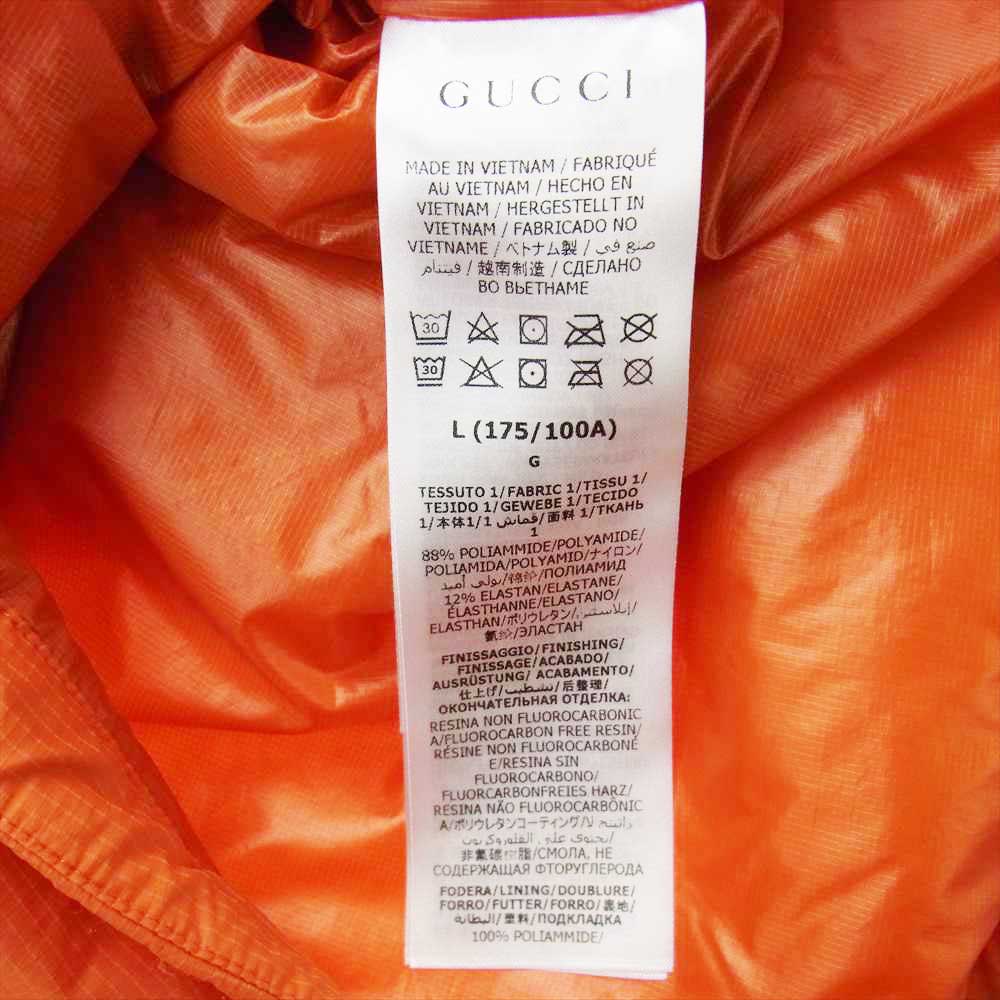 GUCCI
MADE IN VIETNAM / FABRIQUÉ
AU VIETNAM / HECHO EN
VIETNAM / HERGESTELLT IN
VIETNAM / FABRICADO NO
VIETNAME / ベトナム製 / صنع في
فيتنام / 越南制造 / СДЕЛАНО
ВО ВЬЕТНАМЕ
30
30
L (175/100A)
G
TESSUTO 1/FABRIC 1/TISSU 1/
TEJIDO 1/GEWEBE 1/TECIDO
1/本体1/1 قماش/面料 1/ТКАНЬ
1
88% POLIAMMIDE/POLYAMIDE/
POLIAMIDA/POLYAMID/ナイロン/
بولي أميد/锦纶/ПОЛИАМИД
12% ELASTAN/ELASTANE/
ÉLASTHANNE/ELASTANO/
ELASTHAN/ポリウレタン/إيلاستين/
氨纶/ЭЛАСТАН
FINISSAGGIO/FINISHING/
FINISSAGE/ACABADO/
AUSRÜSTUNG/ ACABAMENTO/
仕上げ/تشطيب/后整理/
ОКОНЧАТЕЛЬНАЯ ОТДЕЛКА:
RESINA NON FLUOROCARBONIC
A/FLUOROCARBON FREE RESIN/
RÉSINE NON FLUOROCARBONÉ
E/RESINA SIN
FLUOROCARBONO/
FLUORCARBONFREIES HARZ/
RESINA NÃO FLUOROCARBÔNIC
A/ポリウレタンコーティング/راتنج لا
يحتوي على الفلوروكربون/
非氟碳树脂/СМОЛА, НЕ
СОДЕРЖАЩАЯ ФТОРУГЛЕРОДА
FODERA/LINING/DOUBLURE/
FORRO/FUTTER/FORRO/裏地/
البطانة/里料/ПОДКЛАДКА
100% POLIAMMIDE/